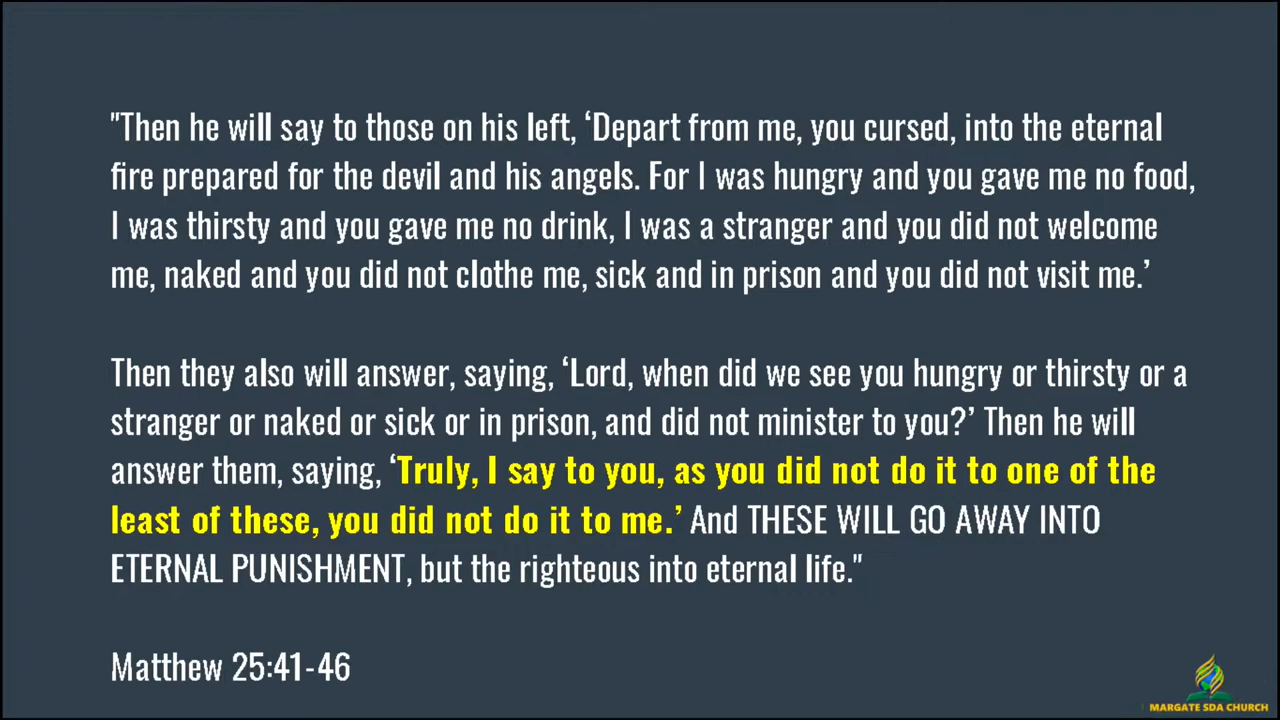 "Then he will say to those on his left, ‘Depart from me, you cursed, into the eternal
fire prepared for the devil and his angels. For I was hungry and you gave me no food,
I was thirsty and you gave me no drink, I was a stranger and you did not welcome
me, naked and you did not clothe me, sick and in prison and you did not visit me.’
Then they also will answer, saying, ‘Lord, when did we see you hungry or thirsty or a
stranger or naked or sick or in prison, and did not minister to you?’ Then he will
answer them, saying, ‘Truly, I say to you, as you did not do it to one of the
least of these, you did not do it to me.’ And THESE WILL GO AWAY INTO
ETERNAL PUNISHMENT, but the righteous into eternal life."
Matthew 25:41-46
MARGATE SDA CHURCH